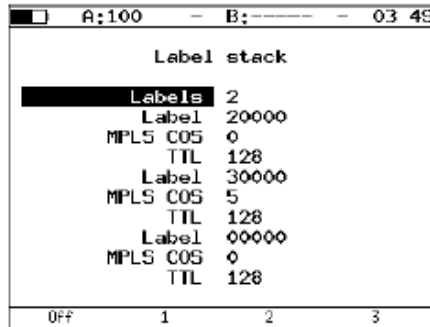 A:100 – B:----- – 03 49
Label stack
Labels 2
Label 20000
MPLS COS 0
TTL 128
Label 30000
MPLS COS 5
TTL 128
Label 00000
MPLS COS 0
TTL 128
Off 1 2 3